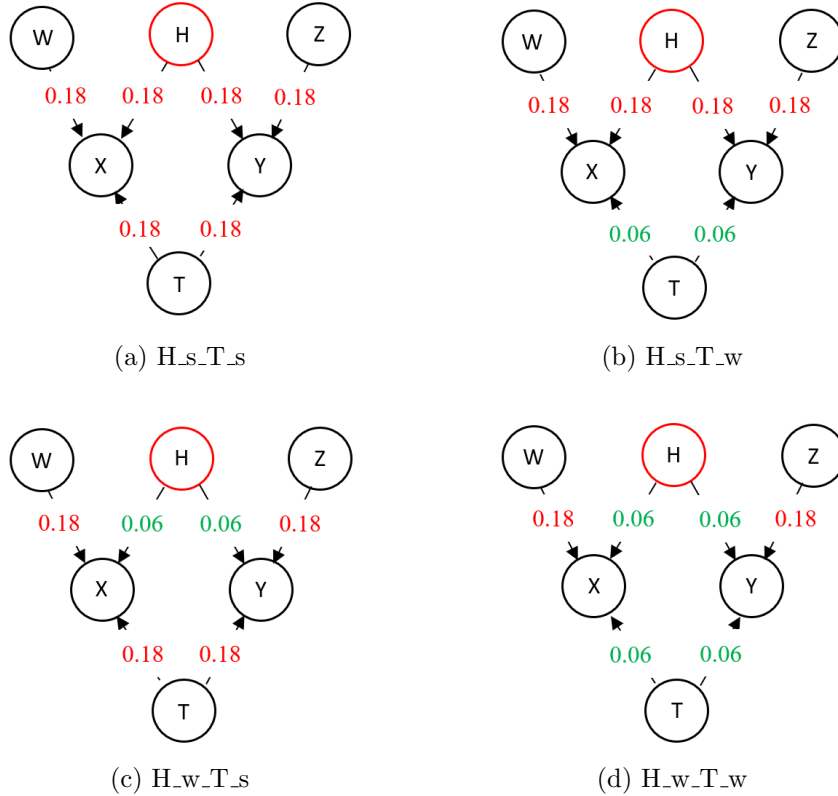 W H Z
0.18 0.18 0.18 0.18
X Y
0.18 0.18
T
(a) H_s_T_s
W H Z
0.18 0.18 0.18 0.18
X Y
0.06 0.06
T
(b) H_s_T_w
W H Z
0.18 0.06 0.06 0.18
X Y
0.18 0.18
T
(c) H_w_T_s
W H Z
0.18 0.06 0.06 0.18
X Y
0.06 0.06
T
(d) H_w_T_w